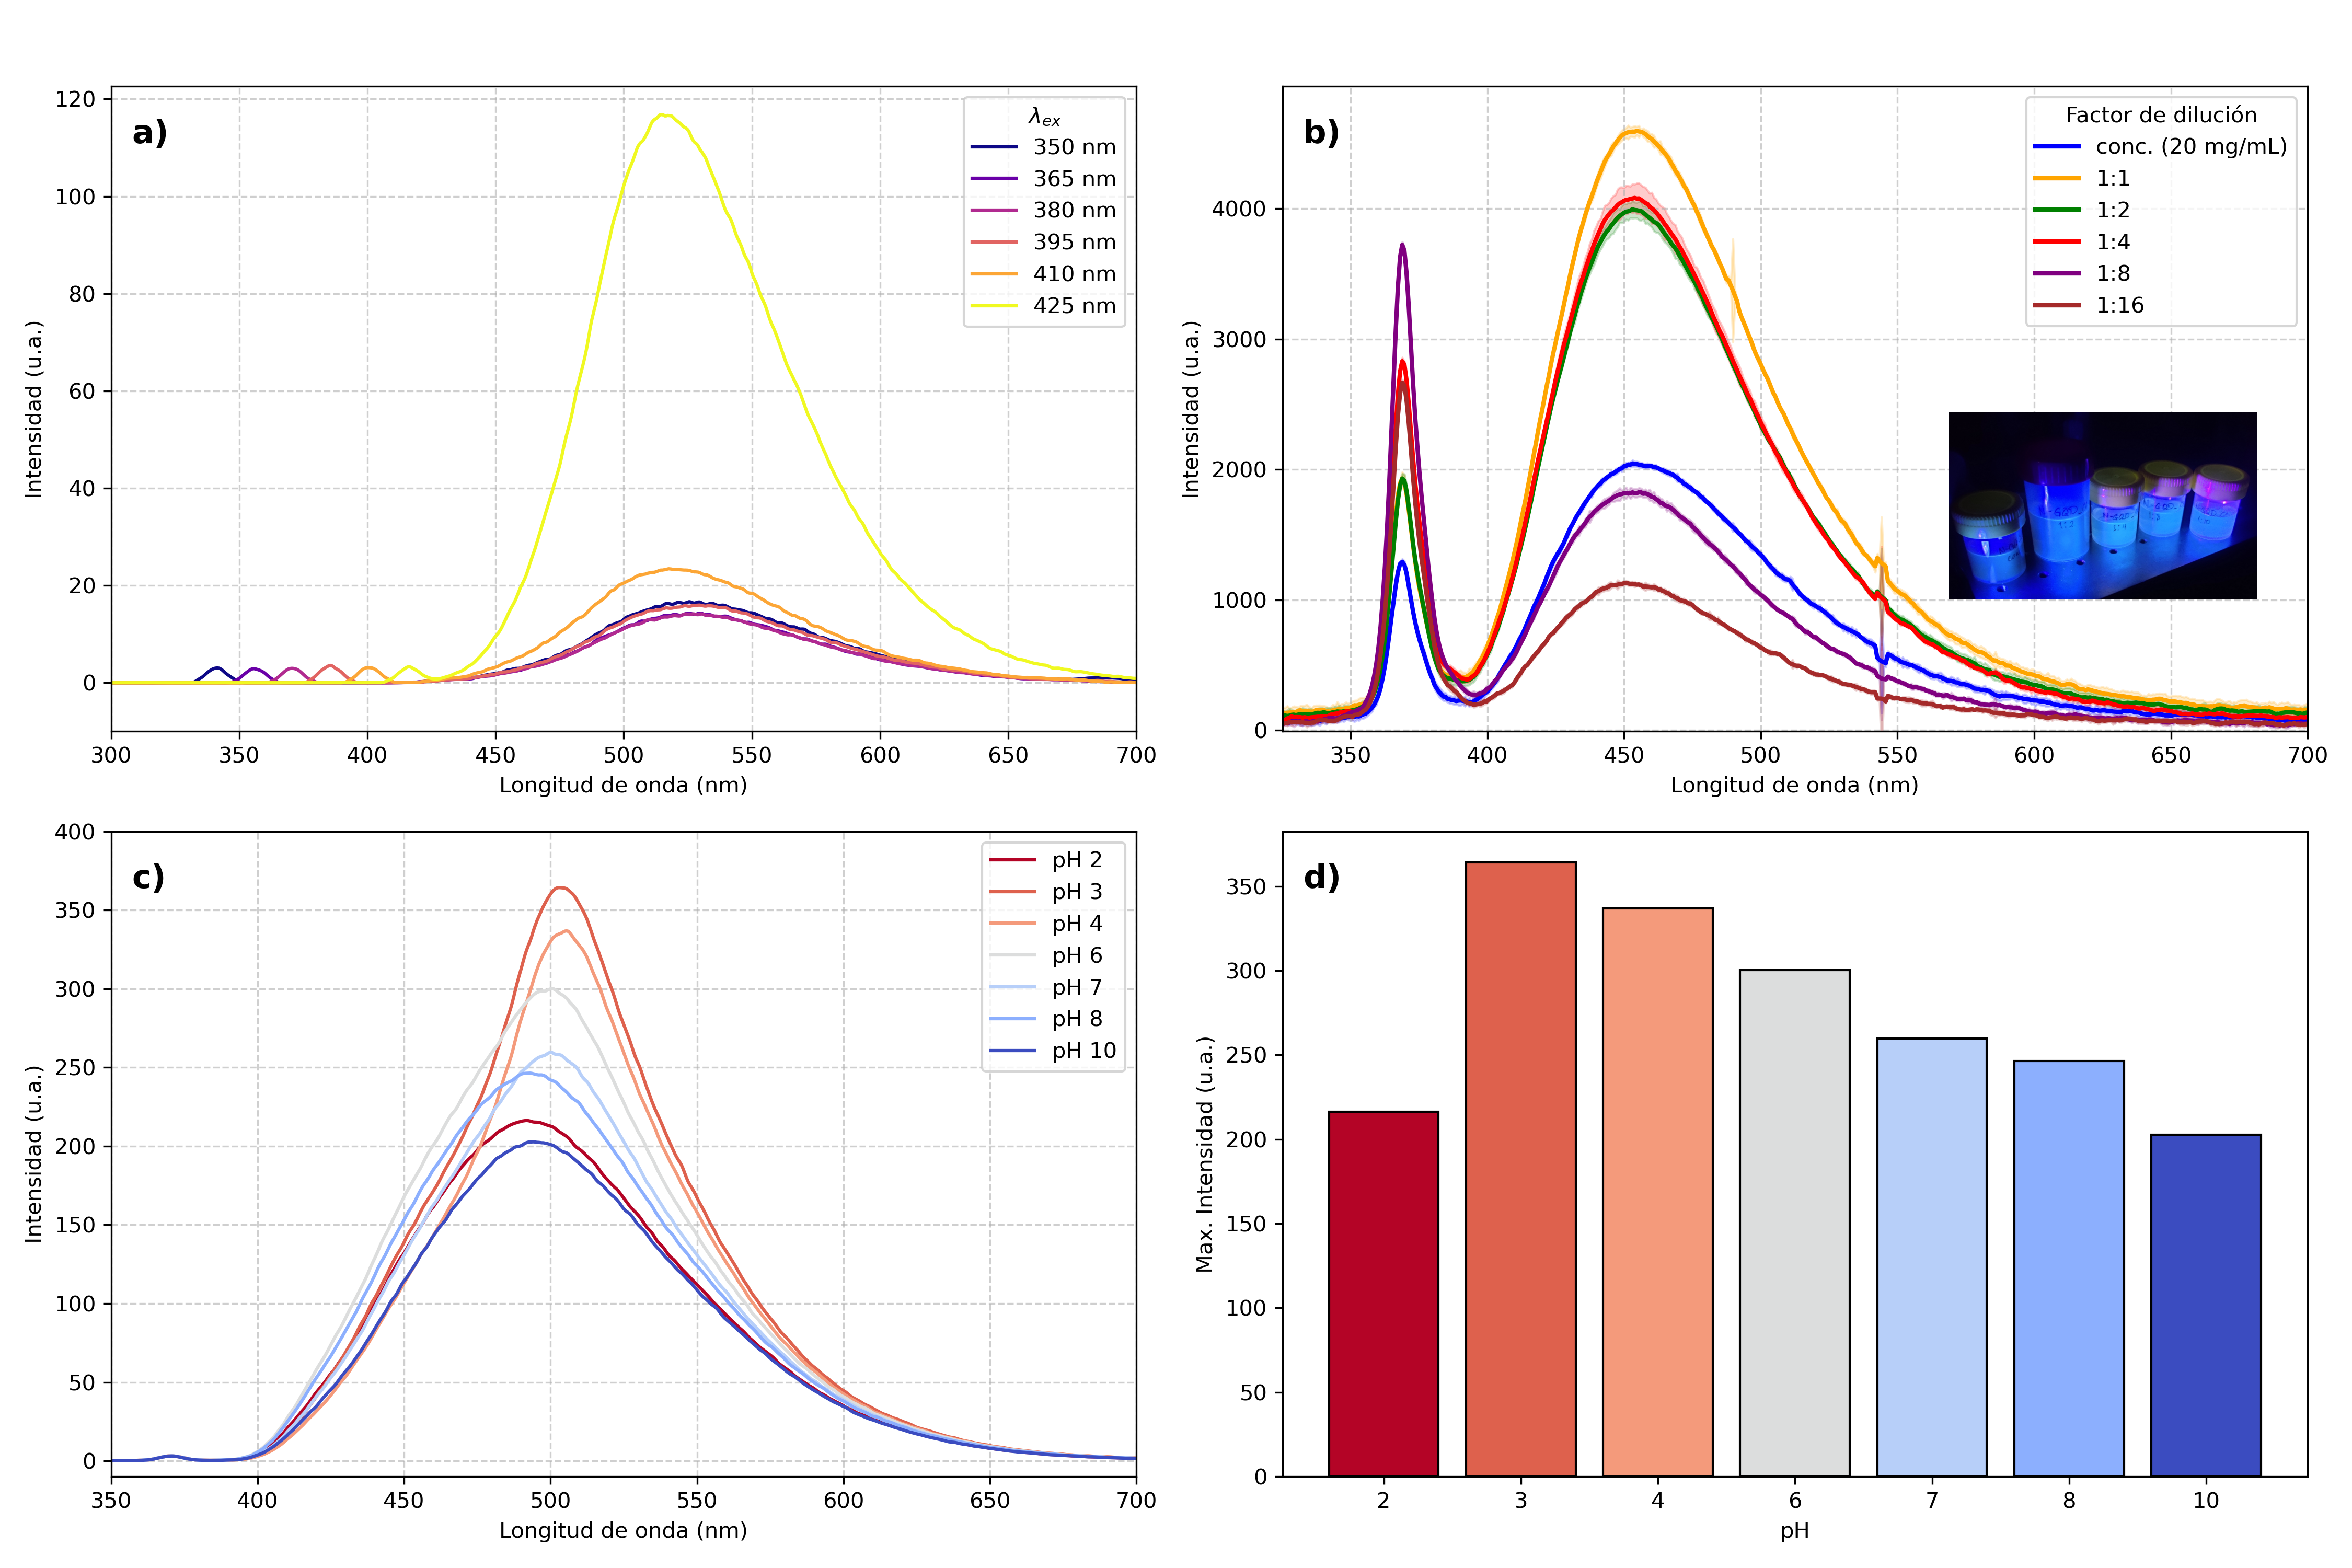 a)
λex
350 nm
365 nm
380 nm
395 nm
410 nm
425 nm
120
100
80
60
40
20
0
Intensidad (u.a.)
300 350 400 450 500 550 600 650 700
Longitud de onda (nm)
b)
Factor de dilución
conc. (20 mg/mL)
1:1
1:2
1:4
1:8
1:16
4000
3000
2000
1000
0
Intensidad (u.a.)
350 400 450 500 550 600 650 700
Longitud de onda (nm)
c)
pH 2
pH 3
pH 4
pH 6
pH 7
pH 8
pH 10
400
350
300
250
200
150
100
50
0
Intensidad (u.a.)
350 400 450 500 550 600 650 700
Longitud de onda (nm)
d)
350
300
250
200
150
100
50
0
Max. Intensidad (u.a.)
2 3 4 6 7 8 10
pH